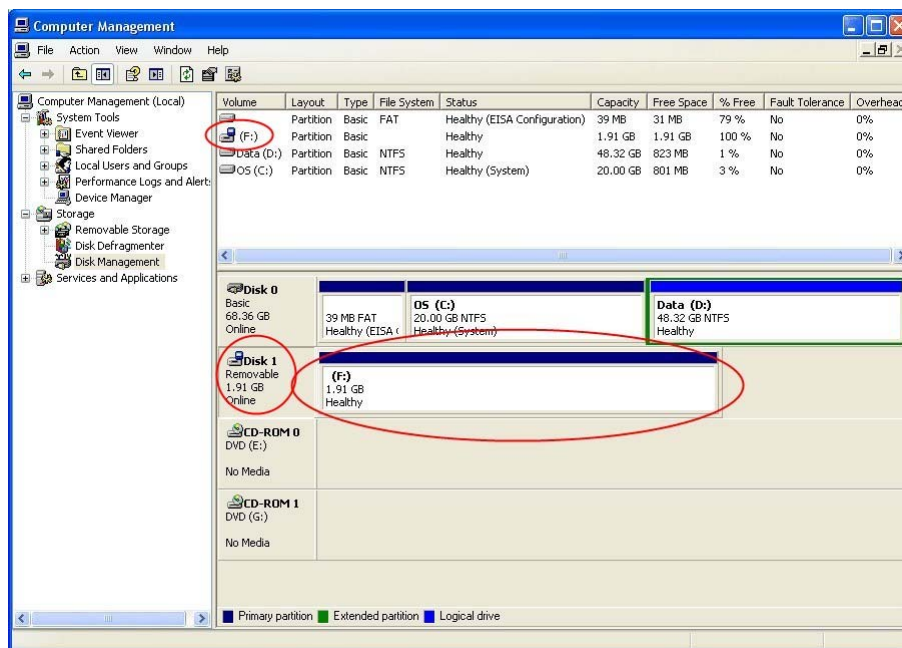 Computer Management
File Action View Window Help
Computer Management (Local)
System Tools
Event Viewer
Shared Folders
Local Users and Groups
Performance Logs and Alert
Device Manager
Storage
Removable Storage
Disk Defragmenter
Disk Management
Services and Applications
Volume Layout Type File System Status Capacity Free Space % Free Fault Tolerance Overhead
Partition Basic FAT Healthy (EISA Configuration) 39 MB 31 MB 79 % No 0%
(F:) Partition Basic Healthy 1.91 GB 1.91 GB 100 % No 0%
Data (D:) Partition Basic NTFS Healthy 48.32 GB 823 MB 1 % No 0%
OS (C:) Partition Basic NTFS Healthy (System) 20.00 GB 801 MB 3 % No 0%
Disk 0
Basic
68.36 GB
Online
39 MB FAT
Healthy (EISA
OS (C:)
20.00 GB NTFS
Healthy (System)
Data (D:)
48.32 GB NTFS
Healthy
Disk 1
Removable
1.91 GB
Online
(F:)
1.91 GB
Healthy
CD-ROM 0
DVD (E:)
No Media
CD-ROM 1
DVD (G:)
No Media
Primary partition Extended partition Logical drive